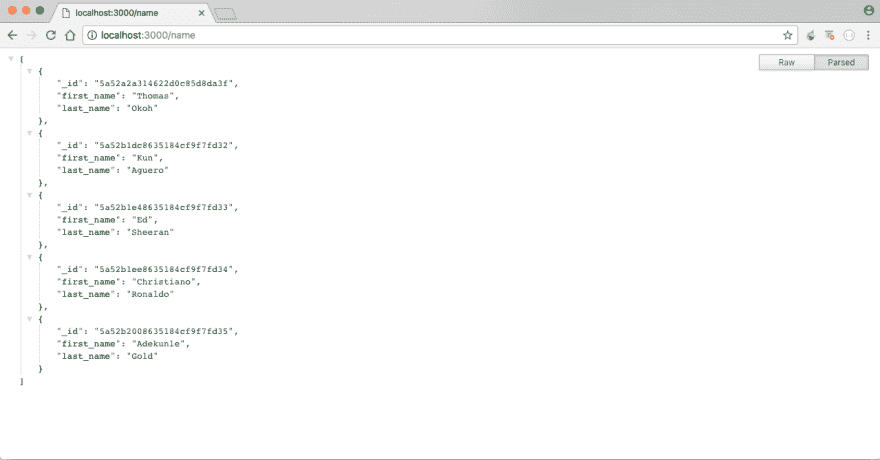 localhost:3000/name
localhost:3000/name
Raw
Parsed
[
{
"_id": "5a52a2a314622d0c85d8da3f",
"first_name": "Thomas",
"last_name": "Okoh"
},
{
"_id": "5a52b1dc8635184cf9f7fd32",
"first_name": "Kun",
"last_name": "Aguero"
},
{
"_id": "5a52b1e48635184cf9f7fd33",
"first_name": "Ed",
"last_name": "Sheeran"
},
{
"_id": "5a52b1ee8635184cf9f7fd34",
"first_name": "Christiano",
"last_name": "Ronaldo"
},
{
"_id": "5a52b2008635184cf9f7fd35",
"first_name": "Adekunle",
"last_name": "Gold"
}
]